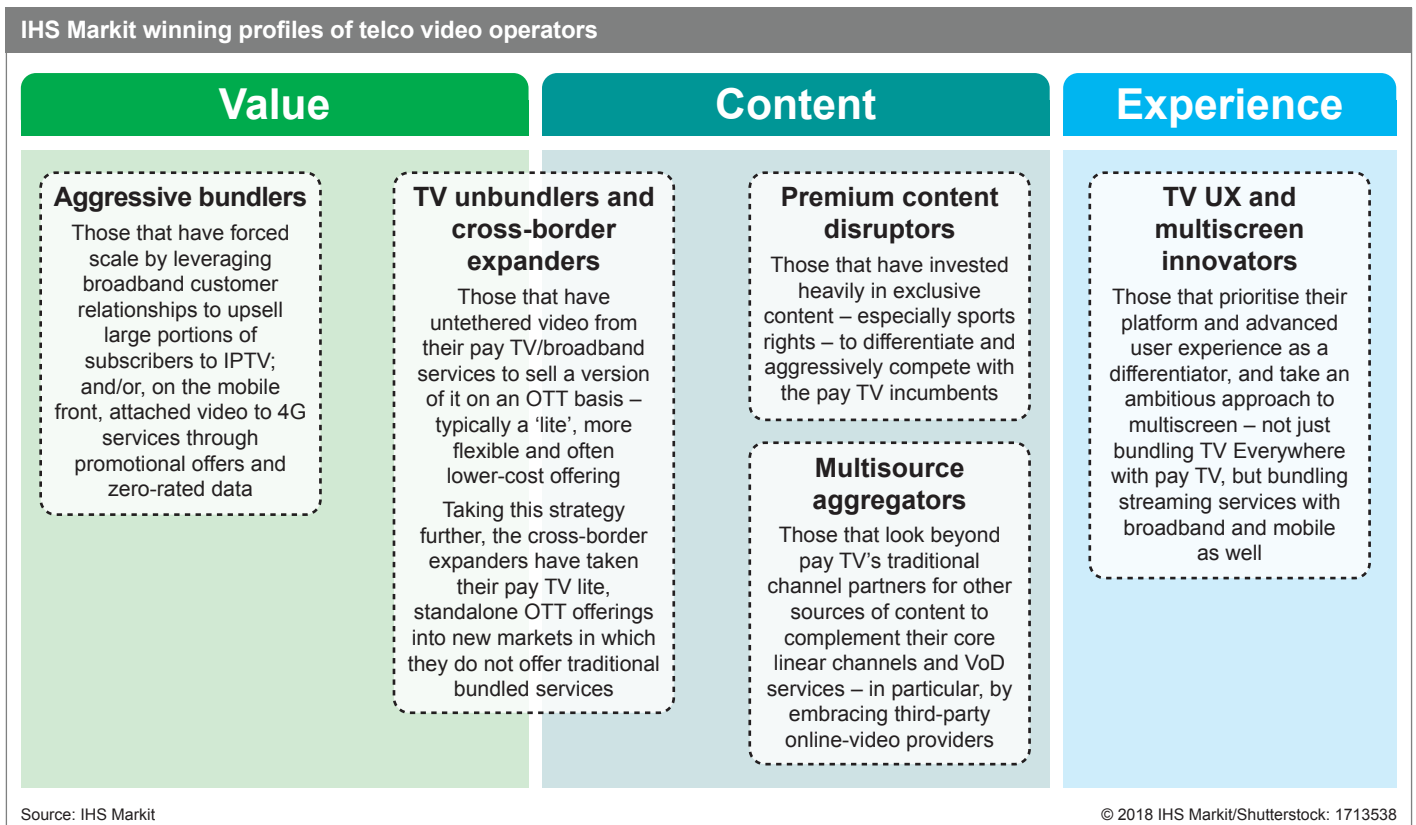 IHS Markit winning profiles of telco video operators
Value
Content
Experience
Aggressive bundlers
Those that have forced
scale by leveraging
broadband customer
relationships to upsell
large portions of
subscribers to IPTV;
and/or, on the mobile
front, attached video to 4G
services through
promotional offers and
zero-rated data
TV unbundlers and
cross-border
expanders
Those that have
untethered video from
their pay TV/broadband
services to sell a version
of it on an OTT basis –
typically a ‘lite’, more
flexible and often
lower-cost offering
Taking this strategy
further, the cross-border
expanders have taken
their pay TV lite,
standalone OTT offerings
into new markets in which
they do not offer traditional
bundled services
Premium content
disruptors
Those that have invested
heavily in exclusive
content – especially sports
rights – to differentiate and
aggressively compete with
the pay TV incumbents
Multisource
aggregators
Those that look beyond
pay TV’s traditional
channel partners for other
sources of content to
complement their core
linear channels and VoD
services – in particular, by
embracing third-party
online-video providers
TV UX and
multiscreen
innovators
Those that prioritise their
platform and advanced
user experience as a
differentiator, and take an
ambitious approach to
multiscreen – not just
bundling TV Everywhere
with pay TV, but bundling
streaming services with
broadband and mobile
as well
Source: IHS Markit
© 2018 IHS Markit/Shutterstock: 1713538